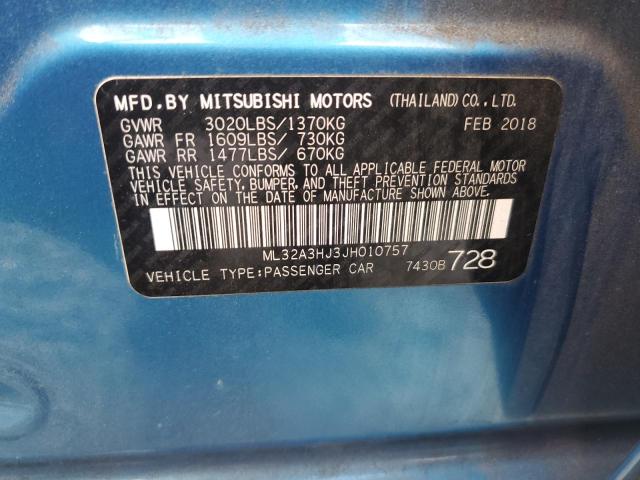 MFD.BY MITSUBISHI MOTORS (THAILAND)CO.,LTD.
GVWR 3020LBS/1370KG FEB 2018
GAWR FR 1609LBS/ 730KG
GAWR RR 1477LBS/ 670KG
THIS VEHICLE CONFORMS TO ALL APPLICABLE FEDERAL MOTOR
VEHICLE SAFETY, BUMPER, AND THEFT PREVENTION STANDARDS
IN EFFECT ON THE DATE OF MANUFACTURE SHOWN ABOVE.
ML32A3HJ3JH010757
VEHICLE TYPE:PASSENGER CAR 7430B 728